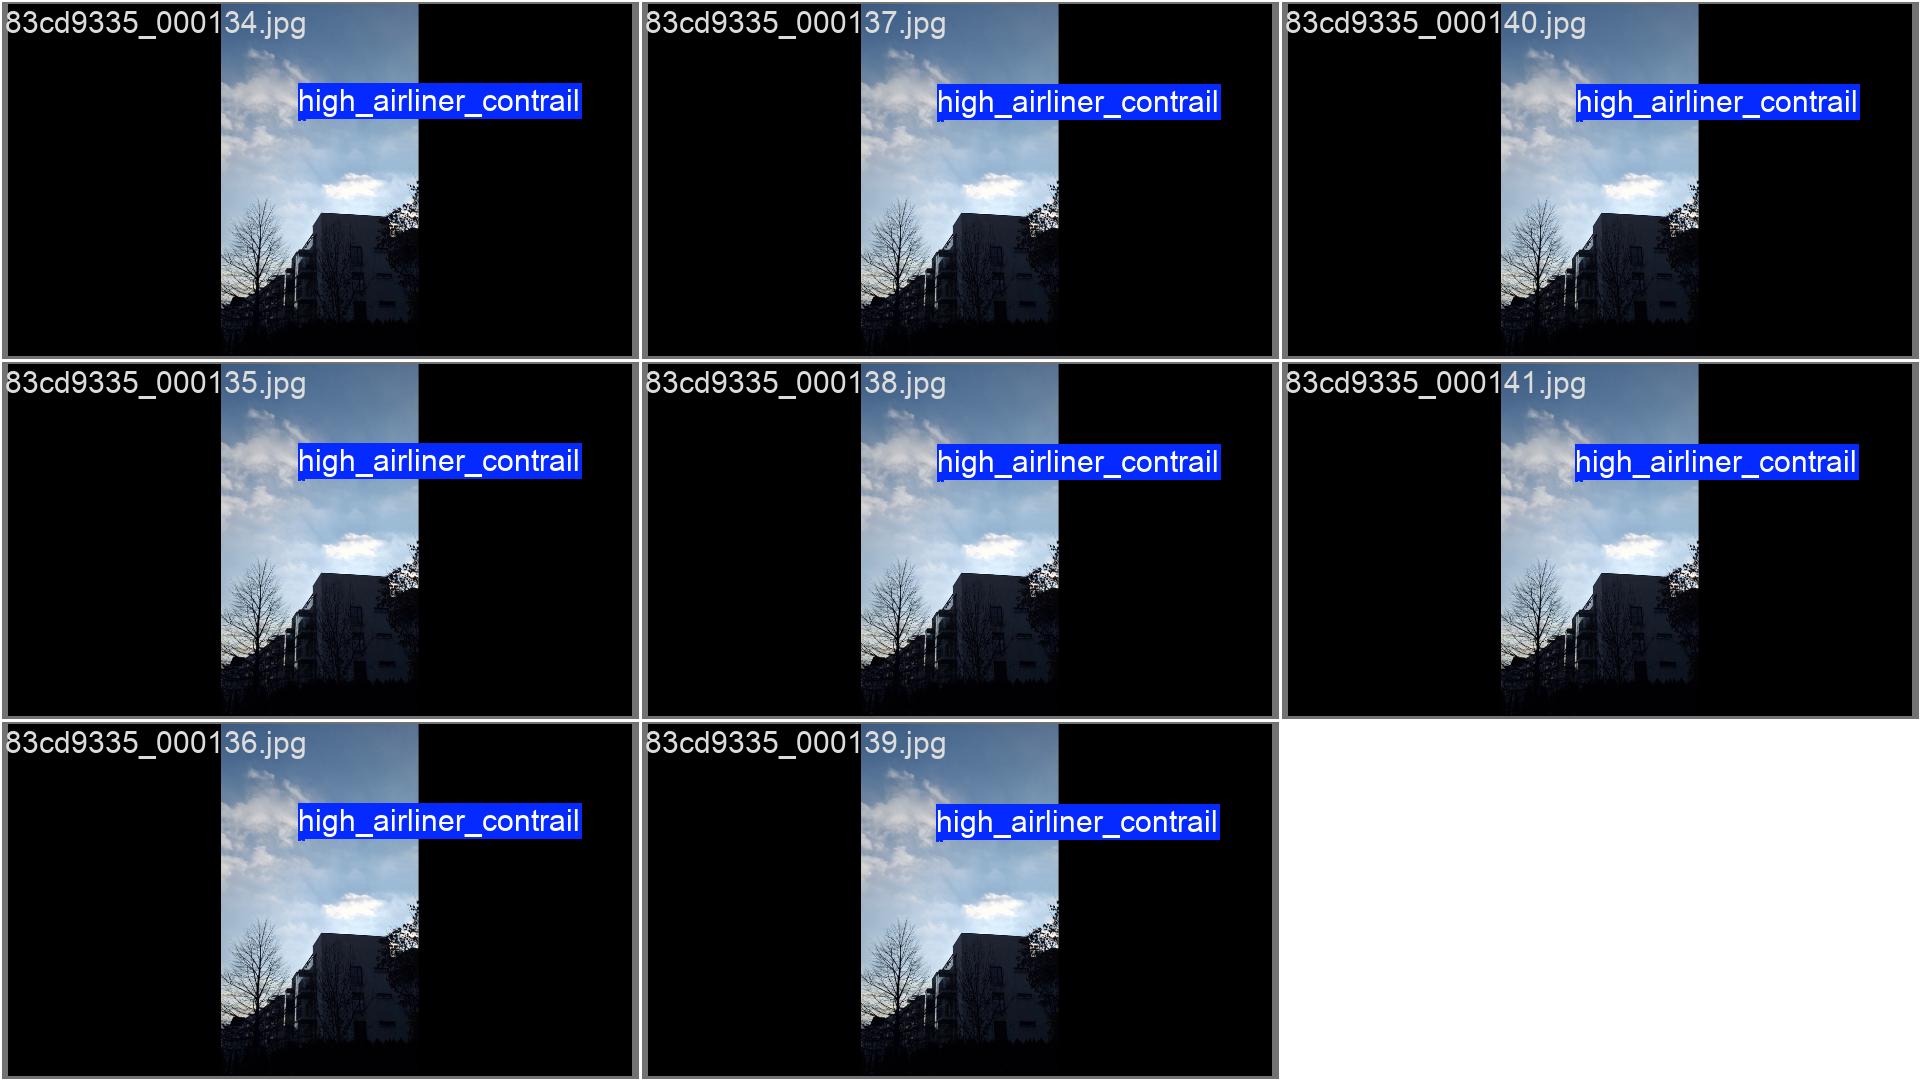 83cd9335_000134.jpg
high_airliner_contrail
83cd9335_000137.jpg
high_airliner_contrail
83cd9335_000140.jpg
high_airliner_contrail
83cd9335_000135.jpg
high_airliner_contrail
83cd9335_000138.jpg
high_airliner_contrail
83cd9335_000141.jpg
high_airliner_contrail
83cd9335_000136.jpg
high_airliner_contrail
83cd9335_000139.jpg
high_airliner_contrail